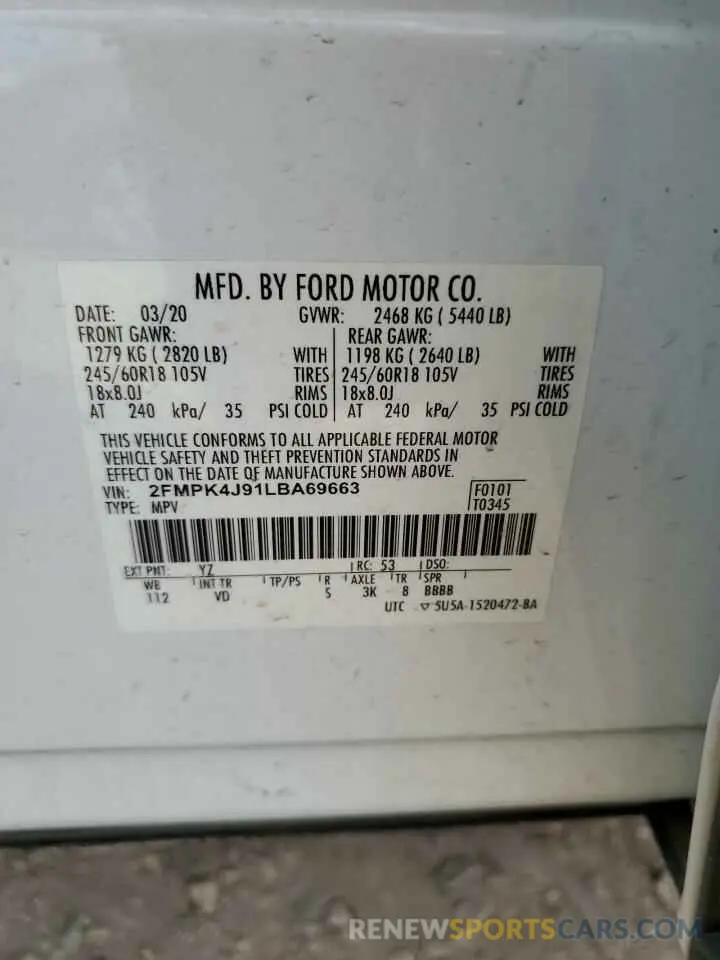 MFD. BY FORD MOTOR CO.
DATE: 03/20 GVWR: 2468 KG ( 5440 LB)
FRONT GAWR: REAR GAWR:
1279 KG ( 2820 LB) WITH 1198 KG ( 2640 LB) WITH
245/60R18 105V TIRES 245/60R18 105V TIRES
18x8.0J RIMS 18x8.0J RIMS
AT 240 kPa/ 35 PSI COLD AT 240 kPa/ 35 PSI COLD
THIS VEHICLE CONFORMS TO ALL APPLICABLE FEDERAL MOTOR
VEHICLE SAFETY AND THEFT PREVENTION STANDARDS IN
EFFECT ON THE DATE OF MANUFACTURE SHOWN ABOVE.
VIN: 2FMPK4J91LBA69663 F0101
TYPE: MPV T0345
EXT PNT: YZ RC: 53 DSO:
WB INT TR TP/PS R AXLE TR SPR
112 VD 5 3K 8 BBBB
UTC ▽ 5U5A-1520472-BA
RENEWSPORTSCARS.COM